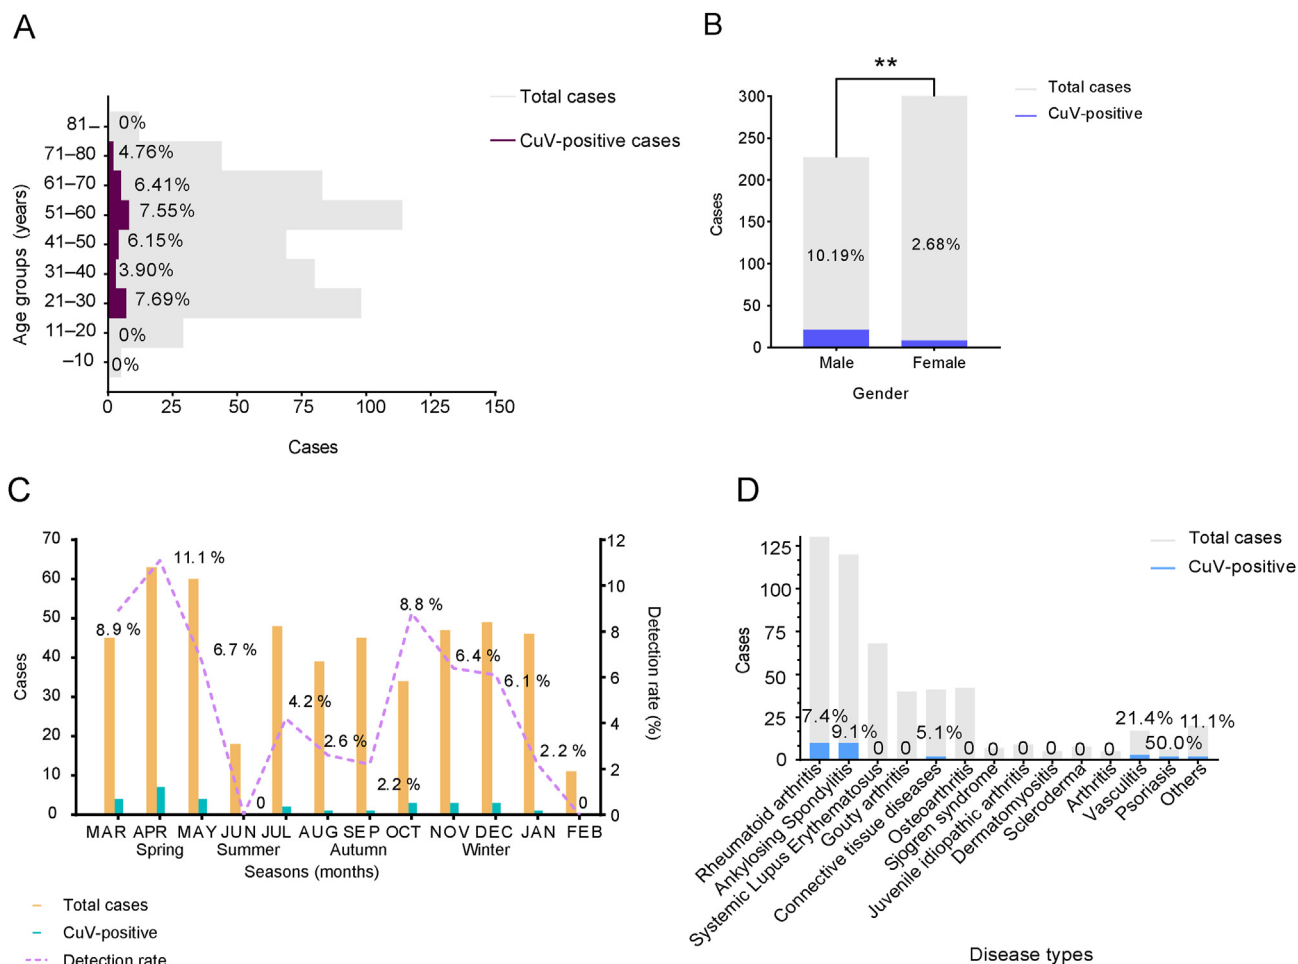 A
Total cases
CuV-positive cases
Age groups (years)
81–
0%
71–80
4.76%
61–70
6.41%
51–60
7.55%
41–50
6.15%
31–40
3.90%
21–30
7.69%
11–20
0%
–10
0%
0 25 50 75 100 125 150
Cases
B
**
Total cases
CuV-positive
Cases
300
250
200
150
100
50
0
10.19%
2.68%
Male Female
Gender
C
Cases
70
60
50
40
30
20
10
0
Detection rate (%)
12
10
8
6
4
2
0
8.9 %
11.1 %
6.7 %
0
4.2 %
2.6 %
2.2 %
8.8 %
6.4 %
6.1 %
2.2 %
0
MAR APR MAY JUN JUL AUG SEP OCT NOV DEC JAN FEB
Spring Summer Autumn Winter
Seasons (months)
Total cases
CuV-positive
Detection rate
D
Total cases
CuV-positive
Cases
125
100
75
50
25
0
7.4%
9.1%
0
0
5.1%
0
0
0
0
0
0
21.4%
50.0%
11.1%
Rheumatoid arthritis
Ankylosing Spondylitis
Systemic Lupus Erythematosus
Gouty arthritis
Connective tissue diseases
Osteoarthritis
Sjogren syndrome
Juvenile idiopathic arthritis
Dermatomyositis
Scleroderma
Arthritis
Vasculitis
Psoriasis
Others
Disease types